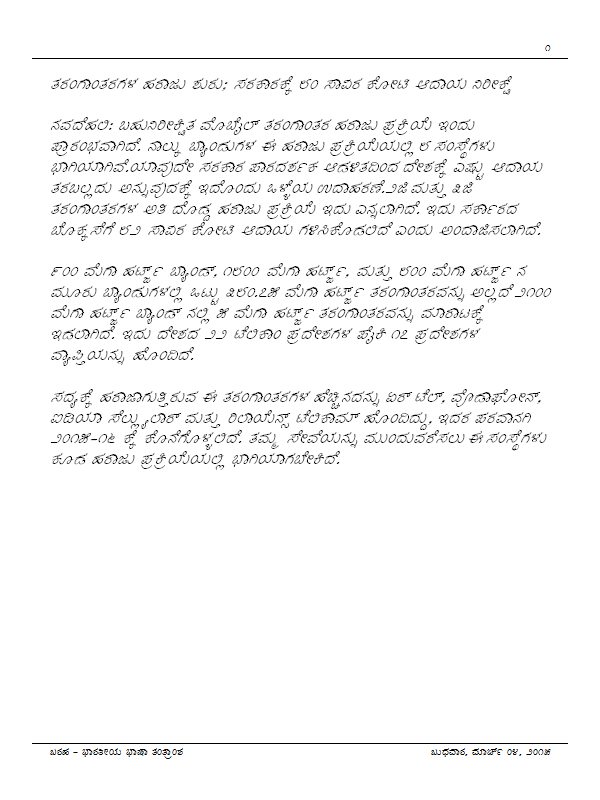 ೧
ತರಂಗಾಂತರಗಳ ಹರಾಜು ಶುರು; ಸರಕಾರಕ್ಕೆ ೮೦ ಸಾವಿರ ಕೋಟಿ ಆದಾಯ ನಿರೀಕ್ಷೆ
ನವದೆಹಲಿ: ಬಹುನಿರೀಕ್ಷಿತ ಮೊಬೈಲ್ ತರಂಗಾಂತರ ಹರಾಜು ಪ್ರಕ್ರಿಯೆ ಇಂದು
ಪ್ರಾರಂಭವಾಗಿದೆ. ನಾಲ್ಕು ಬ್ಯಾಂಡುಗಳ ಈ ಹರಾಜು ಪ್ರಕ್ರಿಯೆಯಲ್ಲಿ ೮ ಸಂಸ್ಥೆಗಳು
ಭಾಗಿಯಾಗಿವೆ.ಯಾವುದೇ ಸರಕಾರ ಪಾರದರ್ಶಕ ಆಡಳಿತದಿಂದ ದೇಶಕ್ಕೆ ಎಷ್ಟು ಆದಾಯ
ತರಬಲ್ಲದು ಅನ್ನುವುದಕ್ಕೆ ಇದೊಂದು ಒಳ್ಳೆಯ ಉದಾಹರಣೆ.೨ಜಿ ಮತ್ತು ೩ಜಿ
ತರಂಗಾಂತರಗಳ ಅತಿ ದೊಡ್ಡ ಹರಾಜು ಪ್ರಕ್ರಿಯೆ ಇದು ಎನ್ನಲಾಗಿದೆ. ಇದು ಸರ್ಕಾರದ
ಬೊಕ್ಕಸೆಗೆ ೮೨ ಸಾವಿರ ಕೋಟಿ ಆದಾಯ ಗಳಿಸಿಕೊಡಲಿದೆ ಎಂದು ಅಂದಾಜಿಸಲಾಗಿದೆ.
೯೦೦ ಮೆಗಾ ಹರ್ಟ್ಜ್ ಬ್ಯಾಂಡ್, ೧೮೦೦ ಮೆಗಾ ಹರ್ಟ್ಜ್, ಮತ್ತು ೮೦೦ ಮೆಗಾ ಹರ್ಟ್ಜ್ ನ
ಮೂರು ಬ್ಯಾಂಡುಗಳಲ್ಲಿ ಒಟ್ಟು ೩೮೦.೭೫ ಮೆಗಾ ಹರ್ಟ್ಜ್ ತರಂಗಾಂತರವನ್ನು ಅಲ್ಲದೆ ೨೧೦೦
ಮೆಗಾ ಹರ್ಟ್ಜ್ ಬ್ಯಾಂಡ್ ನಲ್ಲಿ ೫ ಮೆಗಾ ಹರ್ಟ್ಜ್ ತರಂಗಾಂತರವನ್ನು ಮಾರಾಟಕ್ಕೆ
ಇಡಲಾಗಿದೆ. ಇದು ದೇಶದ ೨೨ ಟೆಲಿಕಾಂ ಪ್ರದೇಶಗಳ ಪೈಕಿ ೧೭ ಪ್ರದೇಶಗಳ
ವ್ಯಾಪ್ತಿಯನ್ನು ಹೊಂದಿದೆ.
ಸದ್ಯಕ್ಕೆ ಹರಾಜಾಗುತ್ತಿರುವ ಈ ತರಂಗಾಂತರಗಳ ಹೆಚ್ಚಿನದನ್ನು ಏರ್ ಟೆಲ್, ವೊಡಾಫೋನ್,
ಐಡಿಯಾ ಸೆಲ್ಲ್ಯುಲಾರ್ ಮತ್ತು ರಿಲಾಯೆನ್ಸ್ ಟೆಲಿಕಾಮ್ ಹೊಂದಿದ್ದು, ಇದರ ಪರವಾನಗಿ
೨೦೧೫-೧೬ ಕ್ಕೆ ಕೊನೆಗೊಳ್ಳಲಿದೆ. ತಮ್ಮ ಸೇವೆಯನ್ನು ಮುಂದುವರೆಸಲು ಈ ಸಂಸ್ಥೆಗಳು
ಕೂಡ ಹರಾಜು ಪ್ರಕ್ರಿಯೆಯಲ್ಲಿ ಭಾಗಿಯಾಗಬೇಕಿದೆ.
ಬರಹ - ಭಾರತೀಯ ಭಾಷಾ ತಂತ್ರಾಂಶ ಬುಧವಾರ, ಮಾರ್ಚ್ ೦೪, ೨೦೧೫